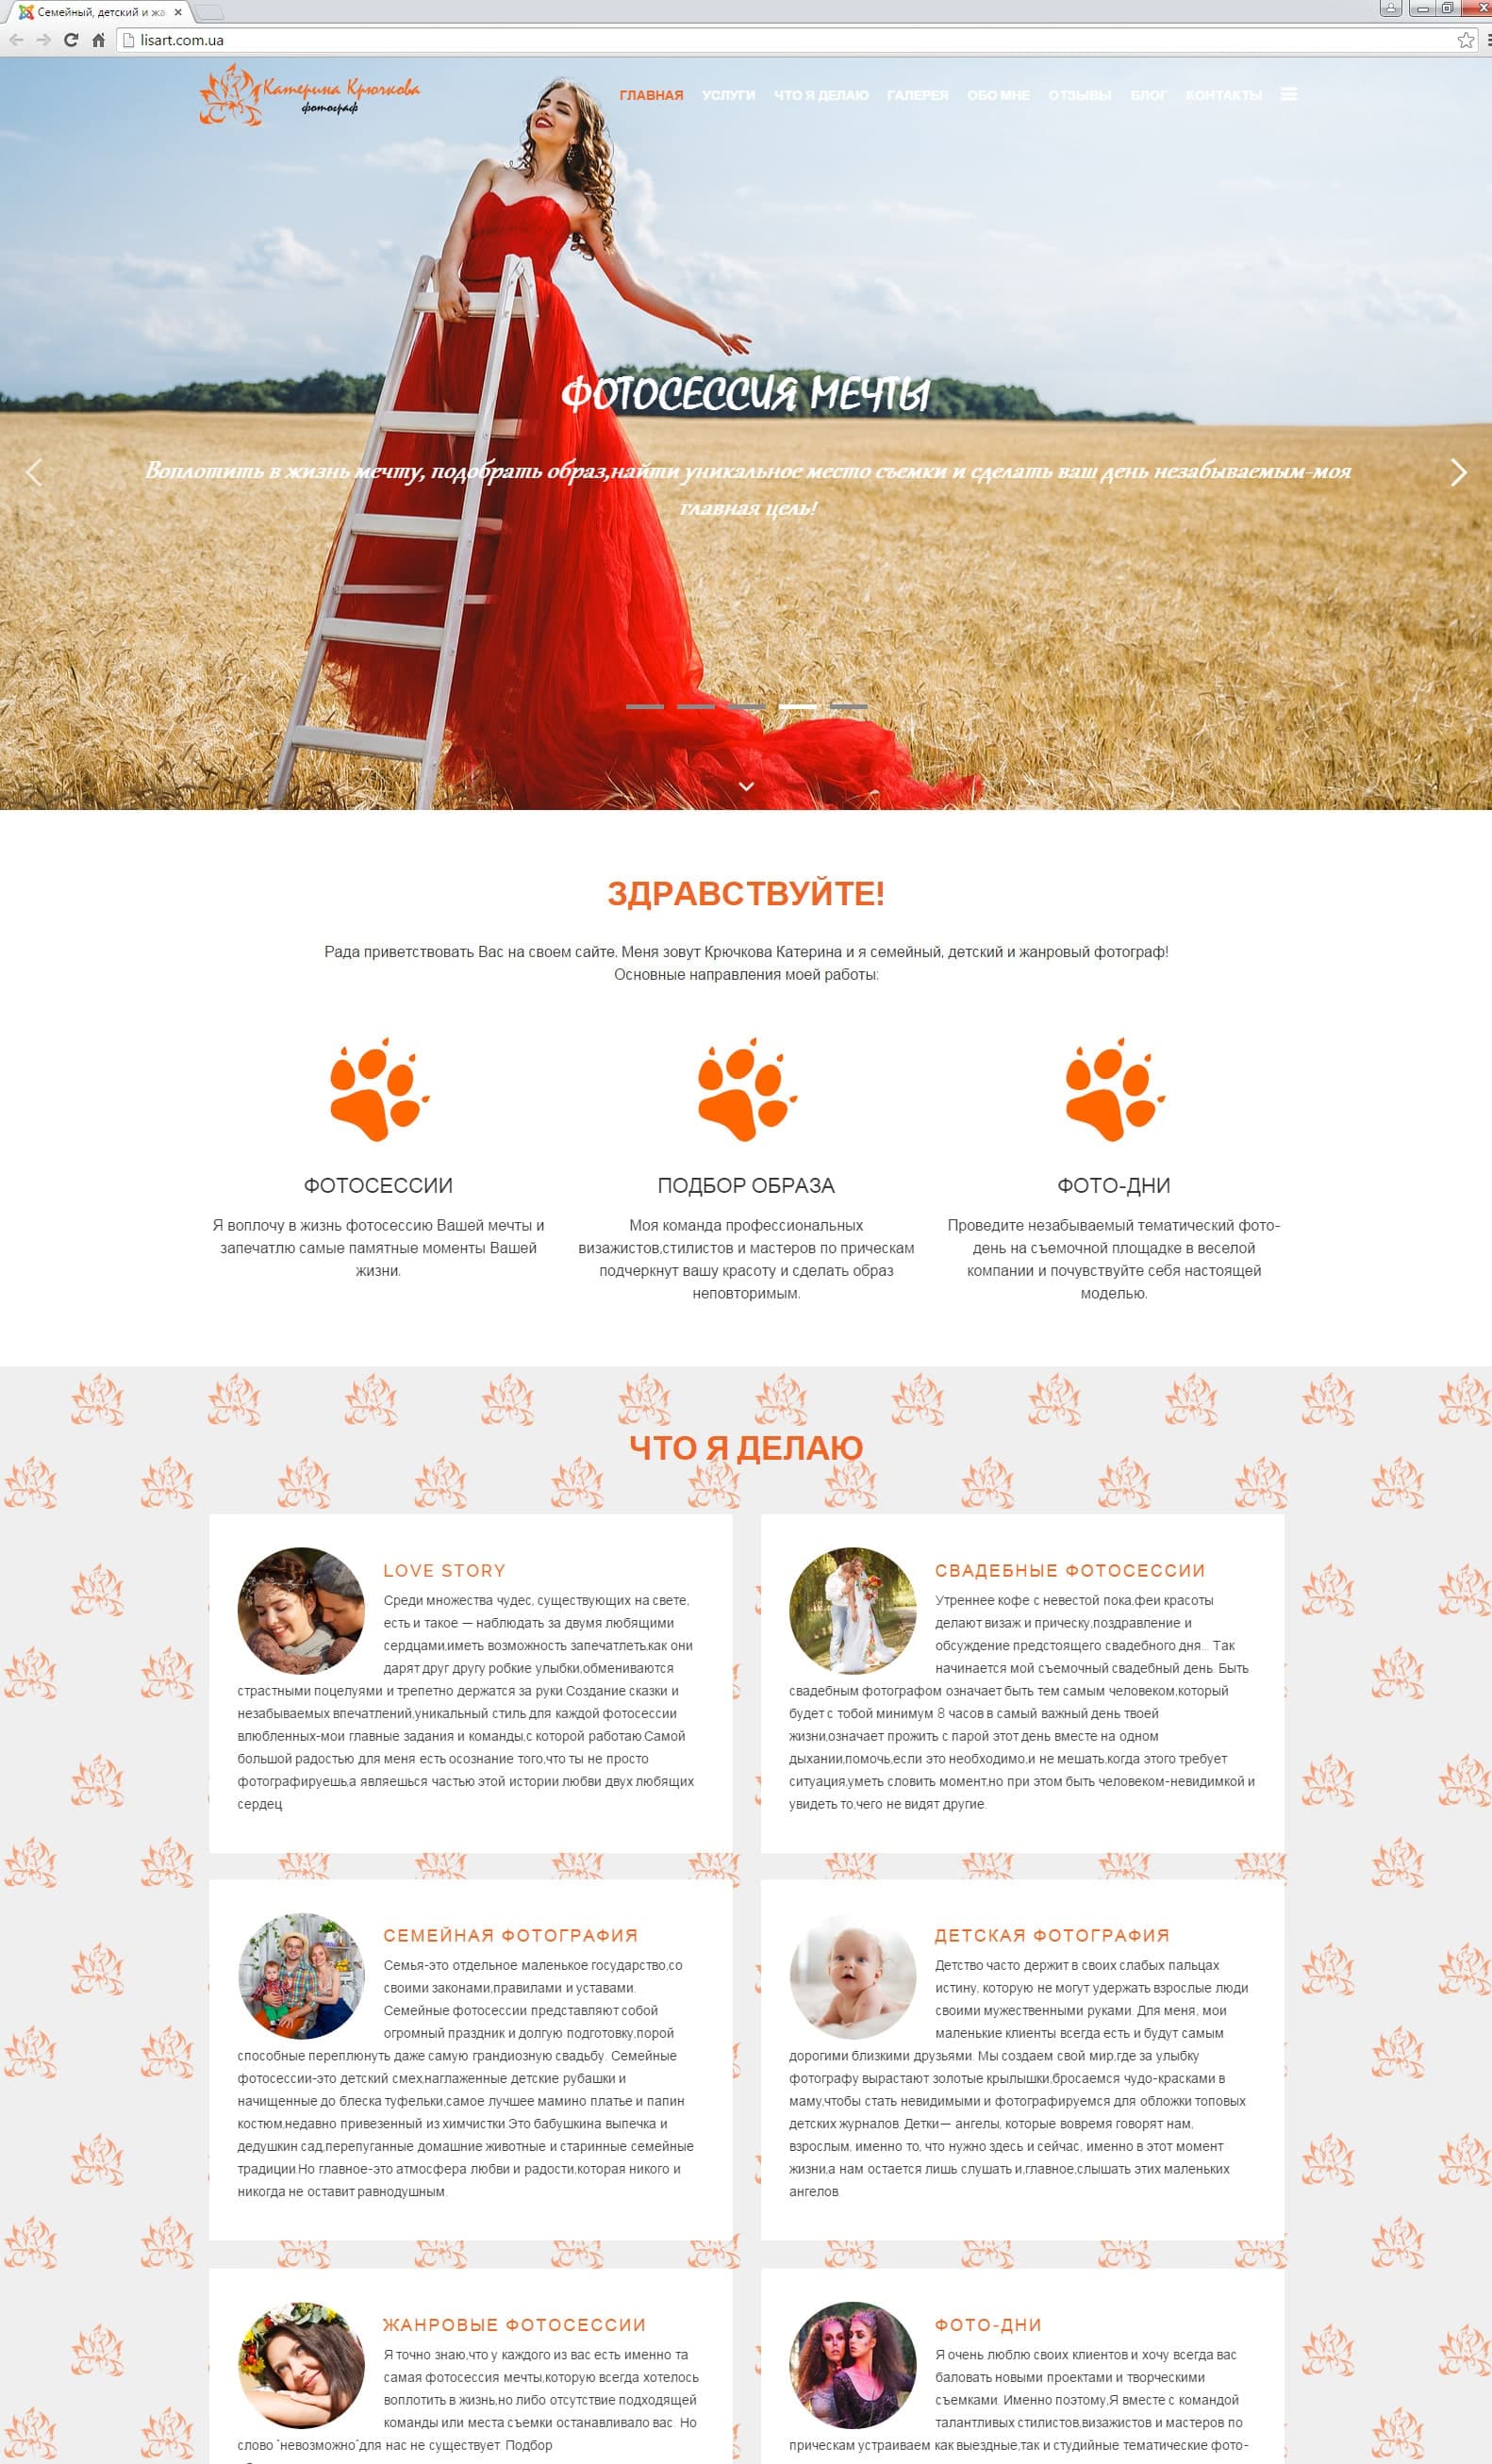 Семейный, детский и жа
lisart.com.ua
Катерина Крючкова
фотограф
ГЛАВНАЯ УСЛУГИ ЧТО Я ДЕЛАЮ ГАЛЕРЕЯ ОБО МНЕ ОТЗЫВЫ БЛОГ КОНТАКТЫ
ФОТОСЕССИЯ МЕЧТЫ
Воплотить в жизнь мечту, подобрать образ,найти уникальное место съемки и сделать ваш день незабываемым-моя
главная цель!
ЗДРАВСТВУЙТЕ!
Рада приветствовать Вас на своем сайте. Меня зовут Крючкова Катерина и я семейный, детский и жанровый фотограф!
Основные направления моей работы:
ФОТОСЕССИИ
Я воплочу в жизнь фотосессию Вашей мечты и
запечатлю самые памятные моменты Вашей
жизни.
ПОДБОР ОБРАЗА
Моя команда профессиональных
визажистов,стилистов и мастеров по прическам
подчеркнут вашу красоту и сделать образ
неповторимым.
ФОТО-ДНИ
Проведите незабываемый тематический фото-
день на съемочной площадке в веселой
компании и почувствуйте себя настоящей
моделью.
ЧТО Я ДЕЛАЮ
LOVE STORY
Среди множества чудес, существующих на свете,
есть и такое — наблюдать за двумя любящими
сердцами,иметь возможность запечатлеть,как они
дарят друг другу робкие улыбки,обмениваются
страстными поцелуями и трепетно держатся за руки.Создание сказки и
незабываемых впечатлений,уникальный стиль для каждой фотосессии
влюбленных-мои главные задания и команды,с которой работаю.Самой
большой радостью для меня есть осознание того,что ты не просто
фотографируешь,а являешься частью этой истории любви двух любящих
сердец.
СВАДЕБНЫЕ ФОТОСЕССИИ
Утреннее кофе с невестой пока,феи красоты
делают визаж и прическу,поздравление и
обсуждение предстоящего свадебного дня... Так
начинается мой съемочный свадебный день. Быть
свадебным фотографом означает быть тем самым человеком,который
будет с тобой минимум 8 часов в самый важный день твоей
жизни,означает прожить с парой этот день вместе на одном
дыхании,помочь,если это необходимо,и не мешать,когда этого требует
ситуация,уметь словить момент,но при этом быть человеком-невидимкой и
увидеть то,чего не видят другие.
СЕМЕЙНАЯ ФОТОГРАФИЯ
Семья-это отдельное маленькое государство,со
своими законами,правилами и уставами.
Семейные фотосессии представляют собой
огромный праздник и долгую подготовку,порой
способные переплюнуть даже самую грандиозную свадьбу. Семейные
фотосессии-это детский смех,наглаженные детские рубашки и
начищенные до блеска туфельки,самое лучшее мамино платье и папин
костюм,недавно привезенный из химчистки.Это бабушкина выпечка и
дедушкин сад,перепуганные домашние животные и старинные семейные
традиции.Но главное-это атмосфера любви и радости,которая никого и
никогда не оставит равнодушным.
ДЕТСКАЯ ФОТОГРАФИЯ
Детство часто держит в своих слабых пальцах
истину, которую не могут удержать взрослые люди
своими мужественными руками. Для меня, мои
маленькие клиенты всегда есть и будут самым
дорогими близкими друзьями. Мы создаем свой мир,где за улыбку
фотографу вырастают золотые крылышки,бросаемся чудо-красками в
маму,чтобы стать невидимыми и фотографируемся для обложки топовых
детских журналов. Детки— ангелы, которые вовремя говорят нам,
взрослым, именно то, что нужно здесь и сейчас, именно в этот момент
жизни,а нам остается лишь слушать и,главное,слышать этих маленьких
ангелов.
ЖАНРОВЫЕ ФОТОСЕССИИ
Я точно знаю,что у каждого из вас есть именно та
самая фотосессия мечты,которую всегда хотелось
воплотить в жизнь,но либо отсутствие подходящей
команды или места съемки останавливало вас. Но
слово "невозможно"для нас не существует. Подбор
ФОТО-ДНИ
Я очень люблю своих клиентов и хочу всегда вас
баловать новыми проектами и творческими
съемками. Именно поэтому,Я вместе с командой
талантливых стилистов,визажистов и мастеров по
прическам устраиваем как выездные,так и студийные тематические фото-